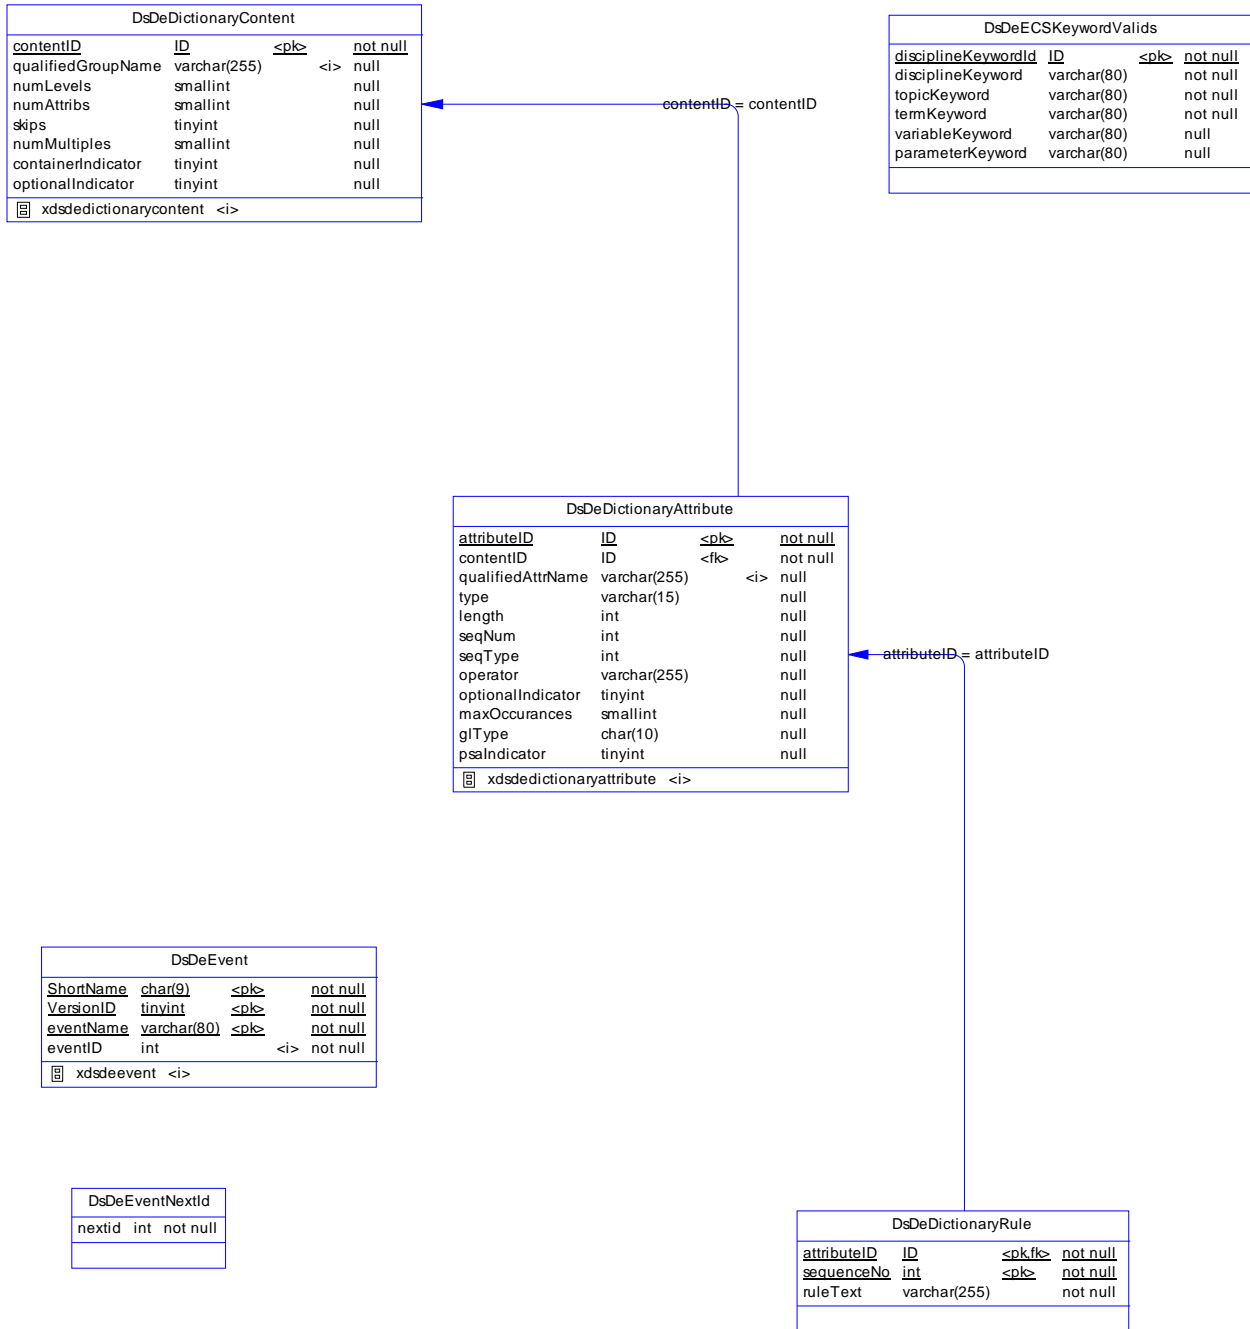 DsDeDictionaryContent
contentID ID <pk> not null
qualifiedGroupName varchar(255) <i> null
numLevels smallint null
numAttribs smallint null
skips tinyint null
numMultiples smallint null
containerIndicator tinyint null
optionalIndicator tinyint null
xdsdedictionarycontent <i>
DsDeECSKeywordValids
disciplineKeywordId ID <pk> not null
disciplineKeyword varchar(80) not null
topicKeyword varchar(80) not null
termKeyword varchar(80) not null
variableKeyword varchar(80) null
parameterKeyword varchar(80) null
contentID = contentID
DsDeDictionaryAttribute
attributeID ID <pk> not null
contentID ID <fk> not null
qualifiedAttrName varchar(255) <i> null
type varchar(15) null
length int null
seqNum int null
seqType int null
operator varchar(255) null
optionalIndicator tinyint null
maxOccurances smallint null
glType char(10) null
psaIndicator tinyint null
xdsdedictionaryattribute <i>
attributeID = attributeID
DsDeEvent
ShortName char(9) <pk> not null
VersionID tinyint <pk> not null
eventName varchar(80) <pk> not null
eventID int <i> not null
xdsdeevent <i>
DsDeEventNextId
nextid int not null
DsDeDictionaryRule
attributeID ID <pk,fk> not null
sequenceNo int <pk> not null
ruleText varchar(255) not null